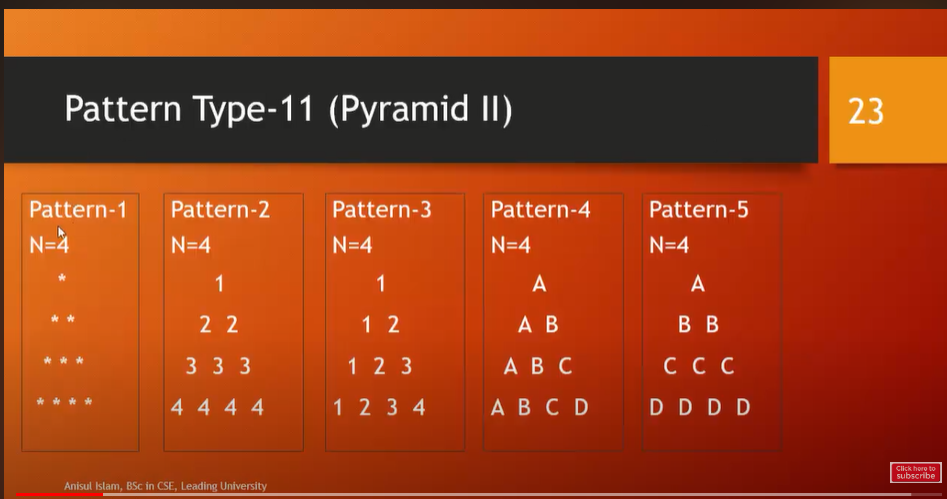 Pattern Type-11 (Pyramid II)
23
Pattern-1
N=4
*
* *
* * *
* * * *
Pattern-2
N=4
1
2 2
3 3 3
4 4 4 4
Pattern-3
N=4
1
1 2
1 2 3
1 2 3 4
Pattern-4
N=4
A
A B
A B C
A B C D
Pattern-5
N=4
A
B B
C C C
D D D D
Anisul Islam, BSc in CSE, Leading University
Click here to
subscribe